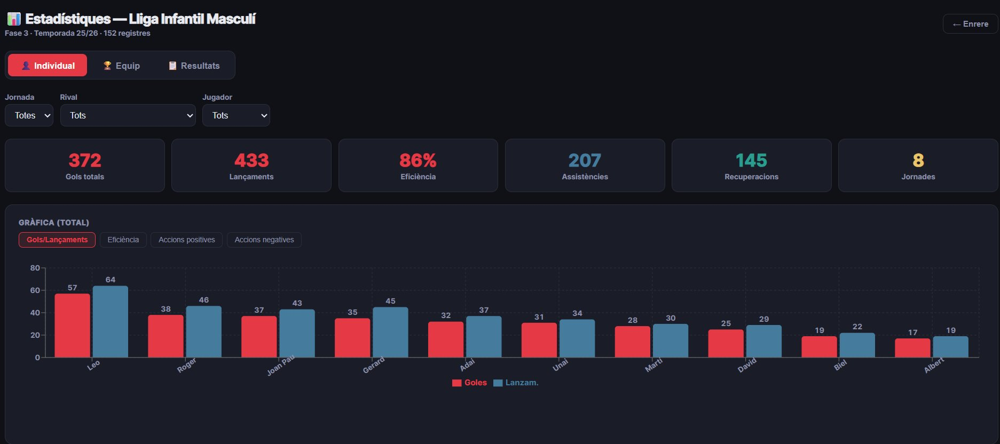 Estadístiques — Lliga Infantil Masculí
Fase 3 · Temporada 25/26 · 152 registres
← Enrere
Individual Equip Resultats
Jornada Rival Jugador
Totes Tots Tots
372 433 86% 207 145 8
Gols totals Lançaments Eficiència Assistències Recuperacions Jornades
GRÀFICA (TOTAL)
Gols/Lançaments Eficiència Accions positives Accions negatives
80
60
40
20
0
57 64 38 46 37 43 35 45 32 37 31 34 28 30 25 29 19 22 17 19
Leo Roger Joan Pau Gerard Adai Unai Martí David Biel Albert
Goles Lanzam.